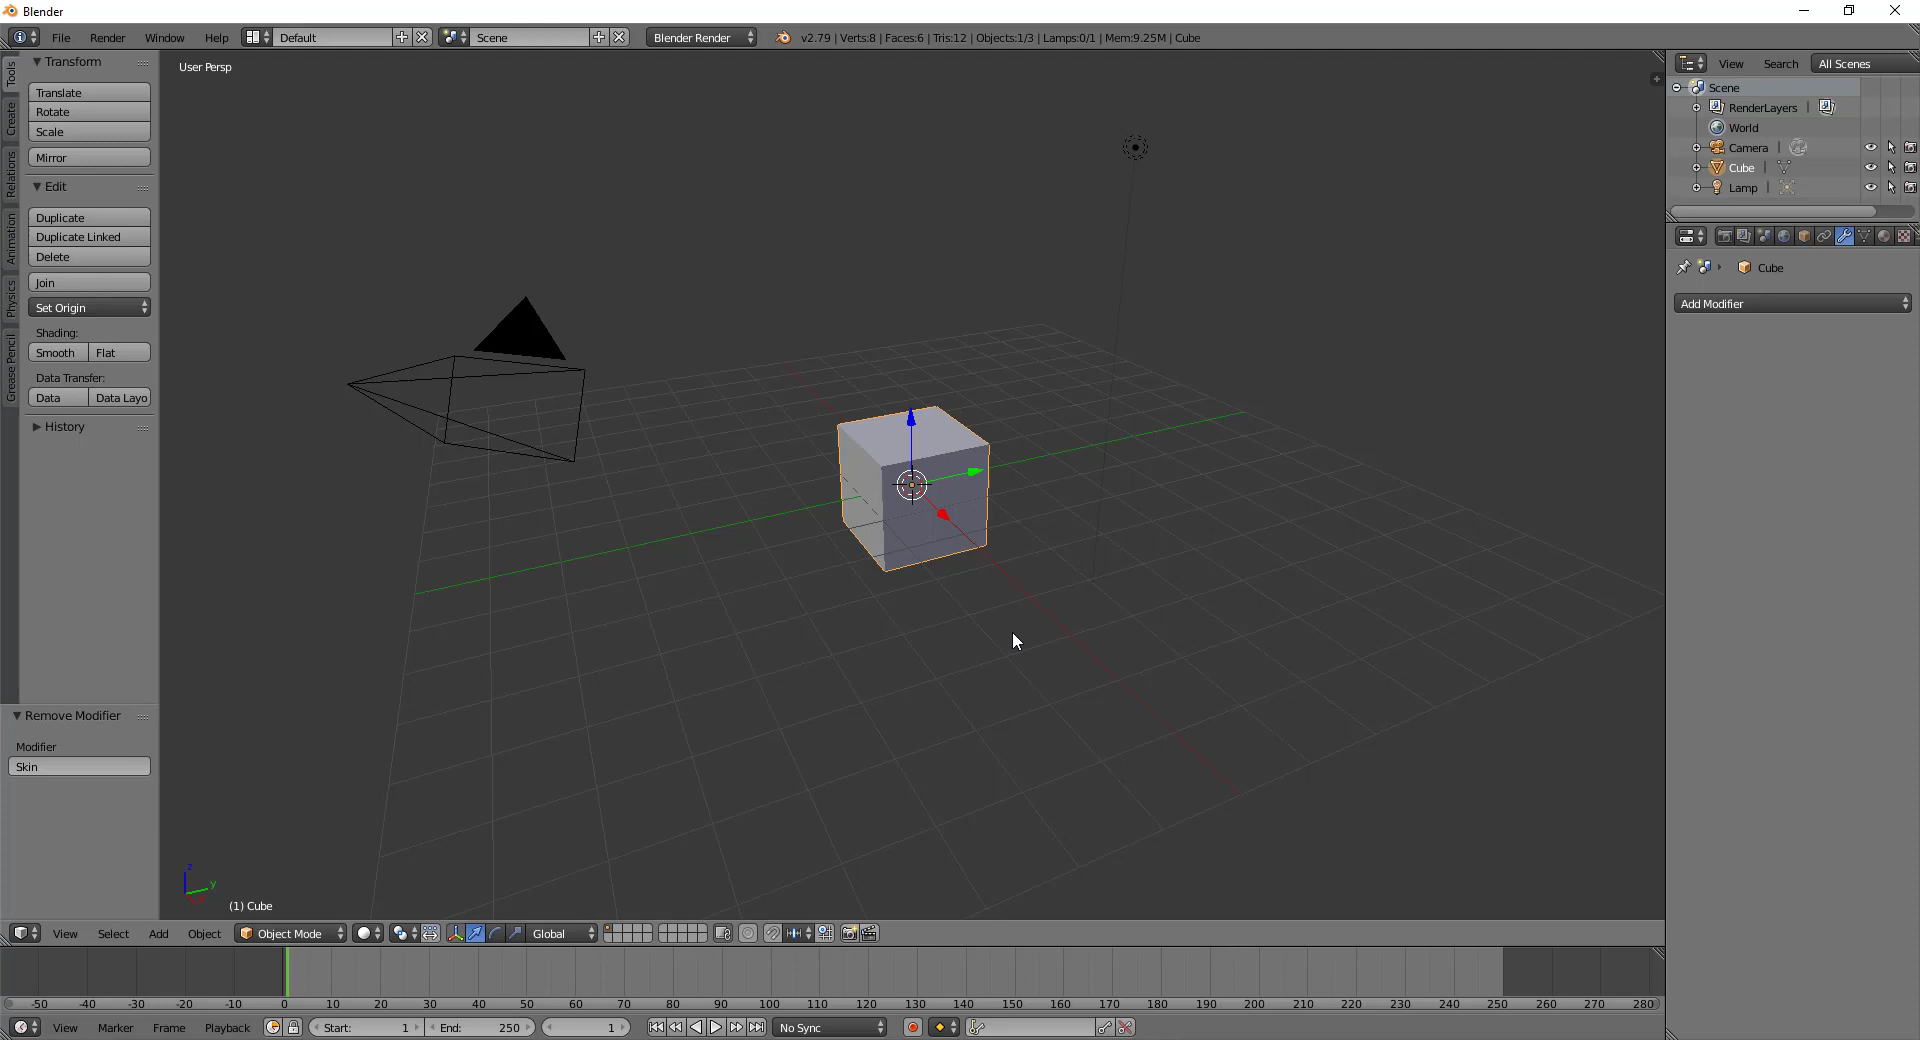 Blender
File Render Window Help Default Scene Blender Render v2.79 | Verts:8 | Faces:6 | Tris:12 | Objects:1/3 | Lamps:0/1 | Mem:9.25M | Cube
Tools
Create
Relations
Animation
Physics
Grease Pencil
Transform
Translate
Rotate
Scale
Mirror
Edit
Duplicate
Duplicate Linked
Delete
Join
Set Origin
Shading:
Smooth Flat
Data Transfer:
Data Data Layo
History
Remove Modifier
Modifier
Skin
User Persp
z
y
(1) Cube
View Search All Scenes
Scene
RenderLayers |
World
Camera |
Cube |
Lamp |
Cube
Add Modifier
View Select Add Object Object Mode Global
-50 -40 -30 -20 -10 0 10 20 30 40 50 60 70 80 90 100 110 120 130 140 150 160 170 180 190 200 210 220 230 240 250 260 270 280
View Marker Frame Playback Start: 1 End: 250 1 No Sync